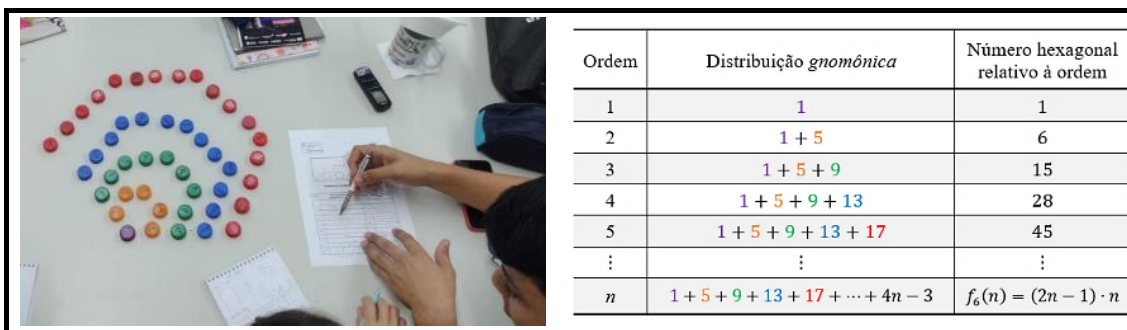 Ordem Distribuição gnomônica Número hexagonal relativo à ordem
1 1 1
2 1 + 5 6
3 1 + 5 + 9 15
4 1 + 5 + 9 + 13 28
5 1 + 5 + 9 + 13 + 17 45
⋮ ⋮ ⋮
n 1 + 5 + 9 + 13 + 17 + ⋯ + 4n − 3 f₆(n) = (2n − 1) · n